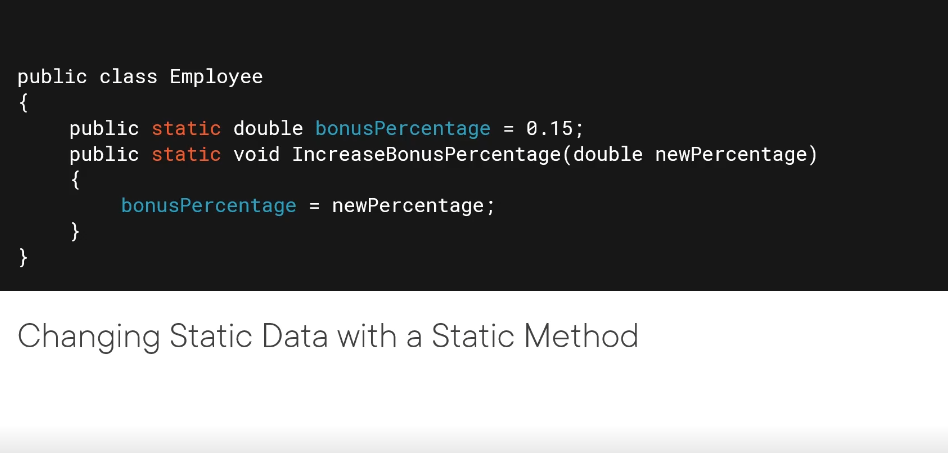 public class Employee
{
public static double bonusPercentage = 0.15;
public static void IncreaseBonusPercentage(double newPercentage)
{
bonusPercentage = newPercentage;
}
}
Changing Static Data with a Static Method